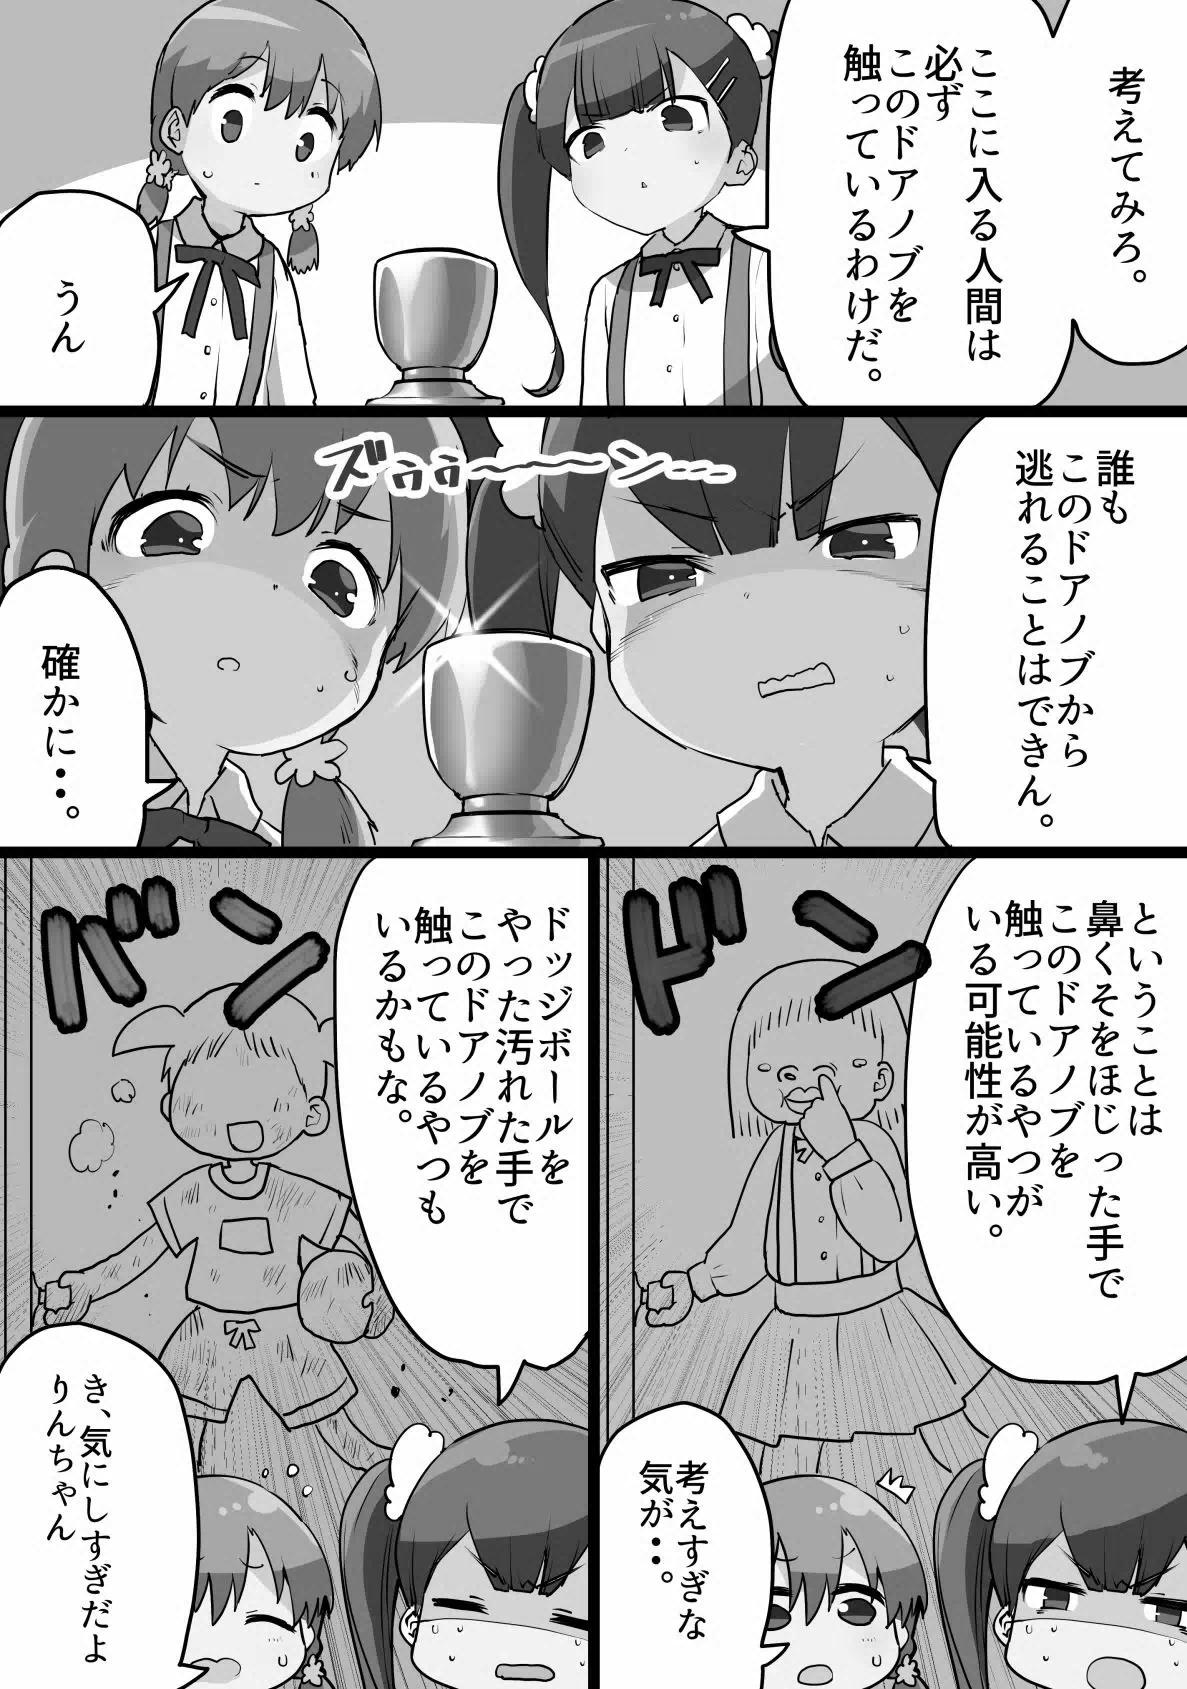 考えてみろ。
ここに入る人間は
必ず
このドアノブを
触っているわけだ。
うん
誰も
このドアノブから
逃れることはできん。
ズゥゥ〜〜〜ン…
確かに・・。
ということは
鼻くそをほじった手で
このドアノブを
触っているやつが
いる可能性が高い。
ドン
考えすぎな
気が・・。
ドッジボールを
やった汚れた手で
このドアノブを
触っているやつも
いるかもな。
バン
き、気にしすぎだよ
りんちゃん